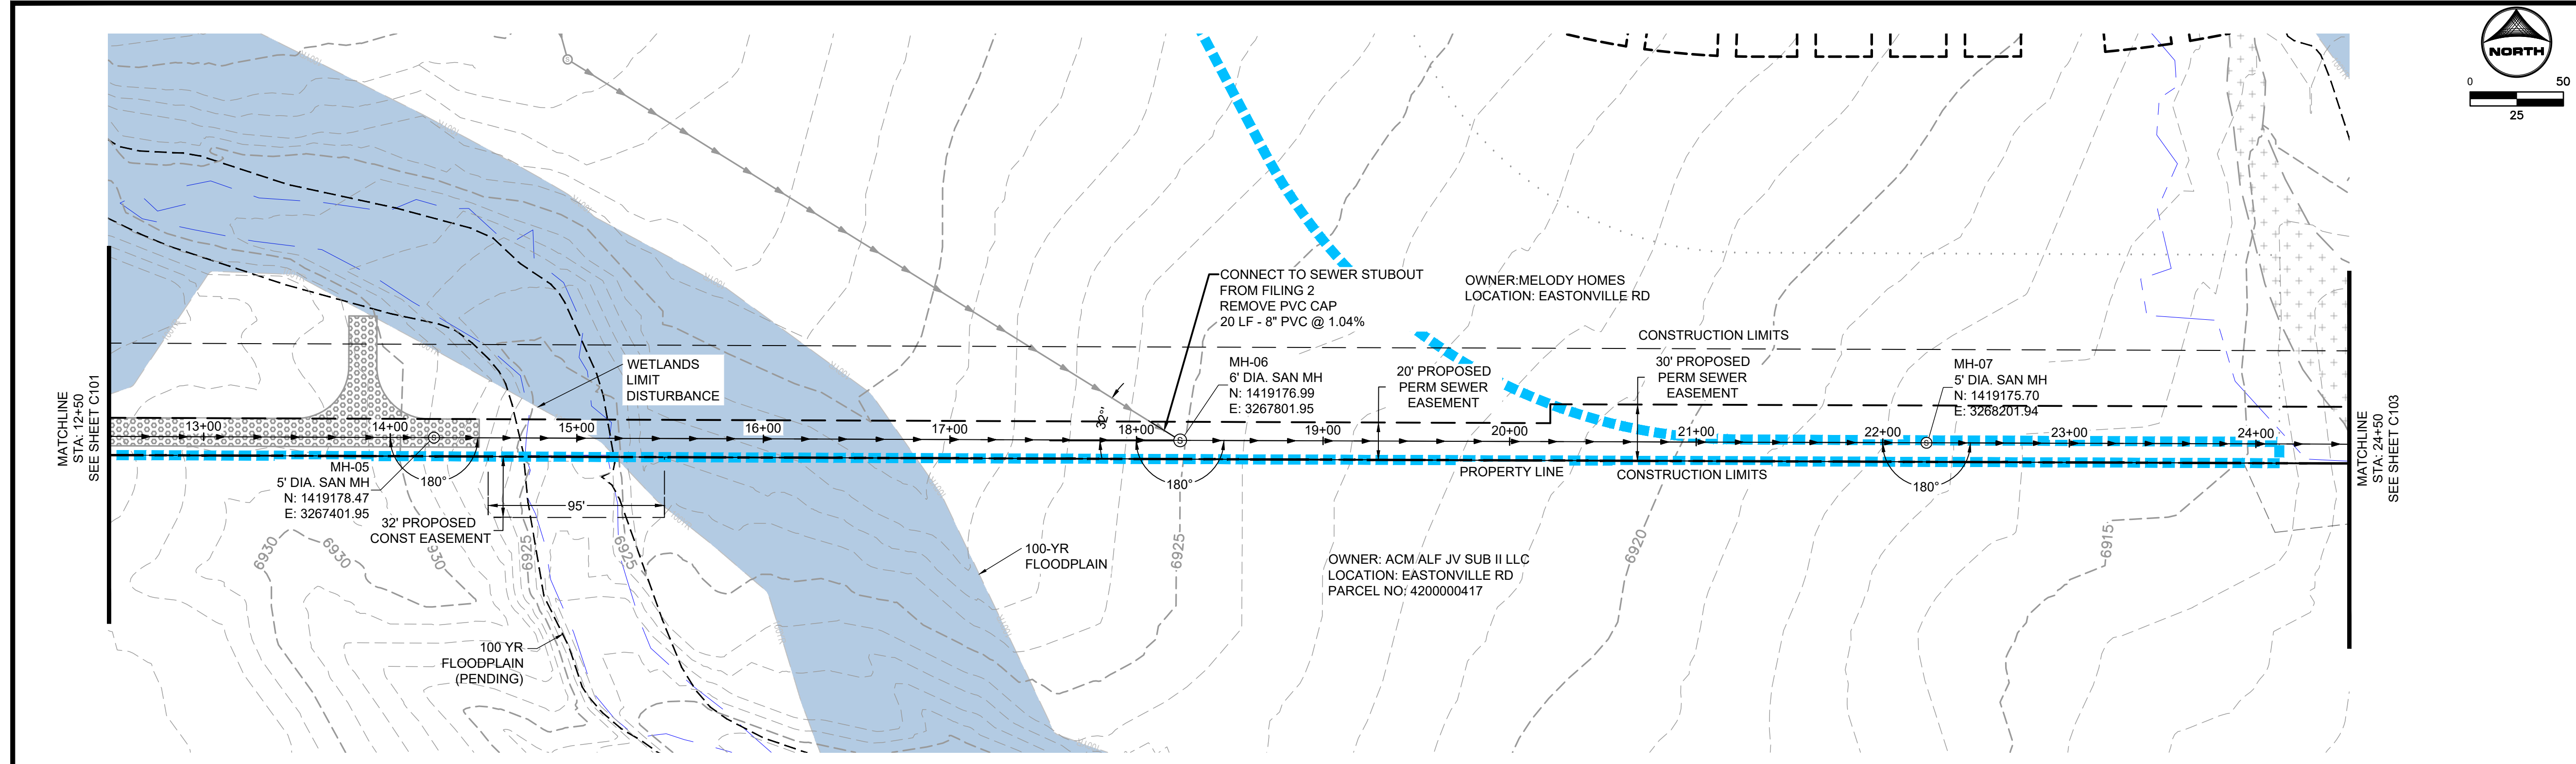 NORTH
0 50
25
CONNECT TO SEWER STUBOUT
FROM FILING 2
REMOVE PVC CAP
20 LF - 8" PVC @ 1.04%
OWNER:MELODY HOMES
LOCATION: EASTONVILLE RD
CONSTRUCTION LIMITS
WETLANDS
LIMIT
DISTURBANCE
MH-06
6' DIA. SAN MH
N: 1419176.99
E: 3267801.95
20' PROPOSED
PERM SEWER
EASEMENT
30' PROPOSED
PERM SEWER
EASEMENT
MH-07
5' DIA. SAN MH
N: 1419175.70
E: 3268201.94
MATCHLINE
STA: 12+50
SEE SHEET C101
MATCHLINE
STA: 24+50
SEE SHEET C103
32°
13+00 14+00 15+00 16+00 17+00 18+00 19+00 20+00 21+00 22+00 23+00 24+00
MH-05
5' DIA. SAN MH
N: 1419178.47
E: 3267401.95
180°
180°
180°
PROPERTY LINE
CONSTRUCTION LIMITS
95'
32' PROPOSED
CONST EASEMENT
6930
6930
6930
6925
6925
6925
6920
6915
100-YR
FLOODPLAIN
OWNER: ACM ALF JV SUB II LLC
LOCATION: EASTONVILLE RD
PARCEL NO: 4200000417
100 YR
FLOODPLAIN
(PENDING)